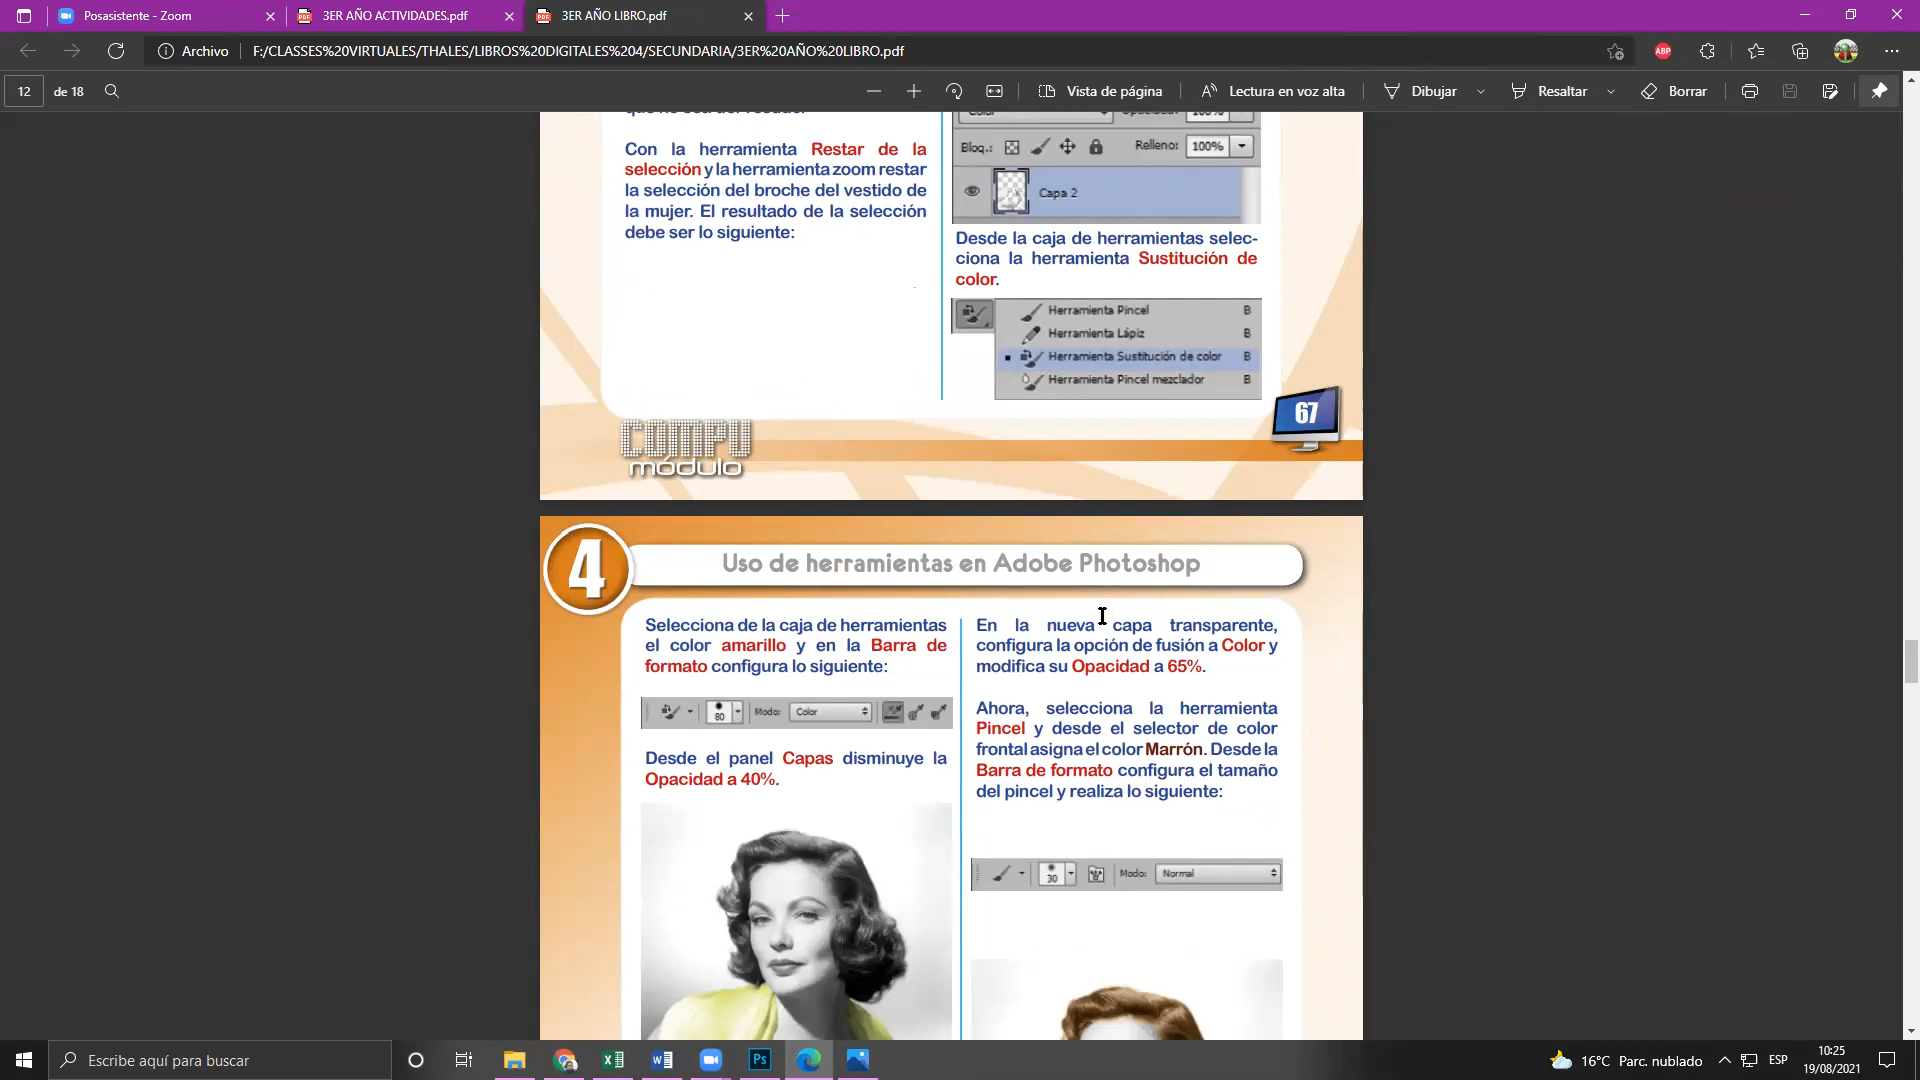 Posasistente - Zoom
3ER AÑO ACTIVIDADES.pdf
3ER AÑO LIBRO.pdf
Archivo
F:/CLASSES%20VIRTUALES/THALES/LIBROS%20DIGITALES%204/SECUNDARIA/3ER%20AÑO%20LIBRO.pdf
ABP
12
de 18
Vista de página
Lectura en voz alta
Dibujar
Resaltar
Borrar
Con la herramienta Restar de la
selección y la herramienta zoom restar
la selección del broche del vestido de
la mujer. El resultado de la selección
debe ser lo siguiente:
Bloq.:
Relleno: 100%
Capa 2
Desde la caja de herramientas selec-
ciona la herramienta Sustitución de
color.
Herramienta Pincel B
Herramienta Lápiz B
Herramienta Sustitución de color B
Herramienta Pincel mezclador B
67
COMPU
módulo
4
Uso de herramientas en Adobe Photoshop
Selecciona de la caja de herramientas
el color amarillo y en la Barra de
formato configura lo siguiente:
80 Modo: Color
Desde el panel Capas disminuye la
Opacidad a 40%.
En la nueva capa transparente,
configura la opción de fusión a Color y
modifica su Opacidad a 65%.
Ahora, selecciona la herramienta
Pincel y desde el selector de color
frontal asigna el color Marrón. Desde la
Barra de formato configura el tamaño
del pincel y realiza lo siguiente:
30 Modo: Normal
Escribe aquí para buscar
Ps
16°C Parc. nublado
ESP
10:25
19/08/2021